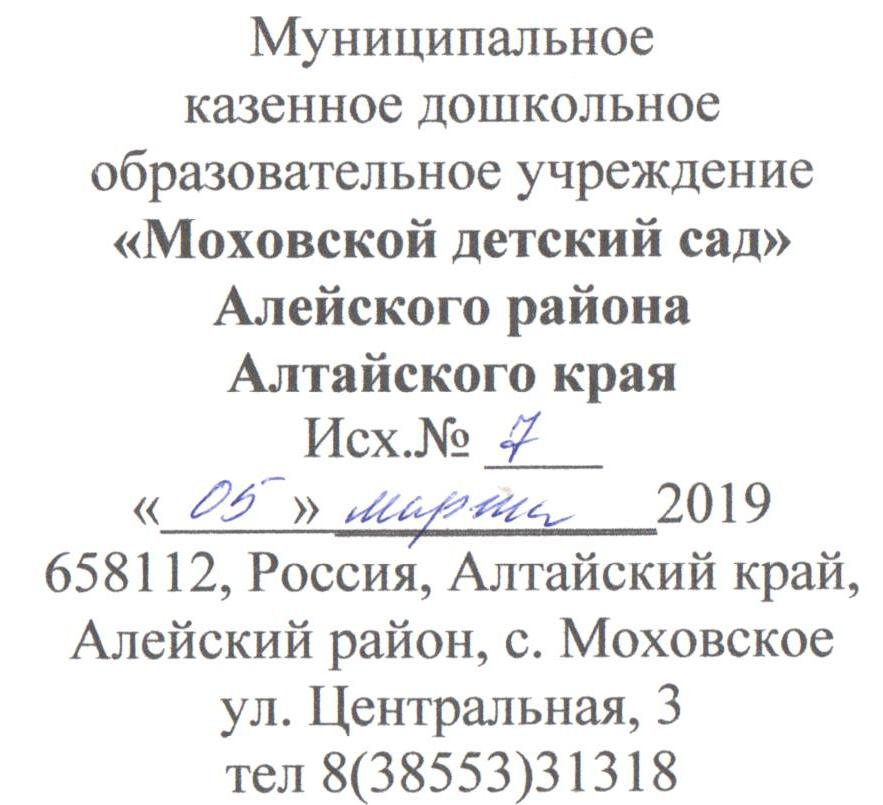 Муниципальное
казенное дошкольное
образовательное учреждение
«Моховской детский сад»
Алейского района
Алтайского края
Исх.№ 7
«05» марта 2019
658112, Россия, Алтайский край,
Алейский район, с. Моховское
ул. Центральная, 3
тел 8(38553)31318